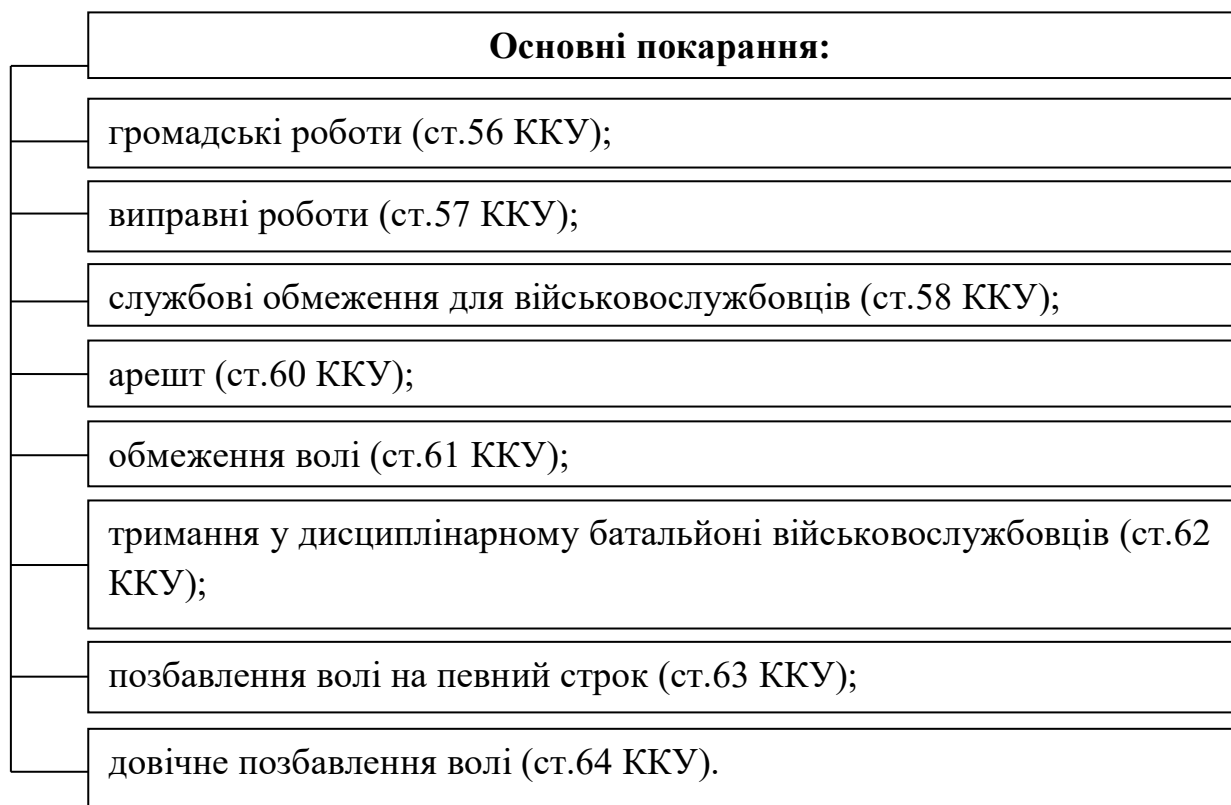 Основні покарання:
громадські роботи (ст.56 ККУ);
виправні роботи (ст.57 ККУ);
службові обмеження для військовослужбовців (ст.58 ККУ);
арешт (ст.60 ККУ);
обмеження волі (ст.61 ККУ);
тримання у дисциплінарному батальйоні військовослужбовців (ст.62
ККУ);
позбавлення волі на певний строк (ст.63 ККУ);
довічне позбавлення волі (ст.64 ККУ).